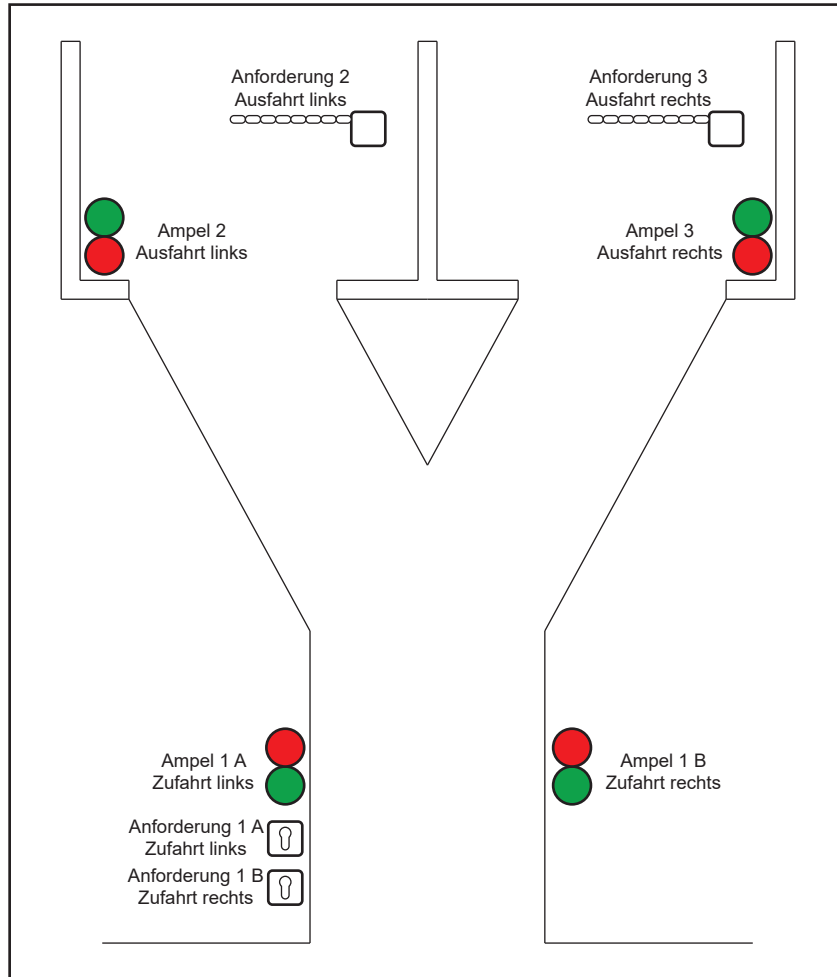 Anforderung 2
Ausfahrt links
Anforderung 3
Ausfahrt rechts
Ampel 2
Ausfahrt links
Ampel 3
Ausfahrt rechts
Ampel 1 A
Zufahrt links
Ampel 1 B
Zufahrt rechts
Anforderung 1 A
Zufahrt links
Anforderung 1 B
Zufahrt rechts